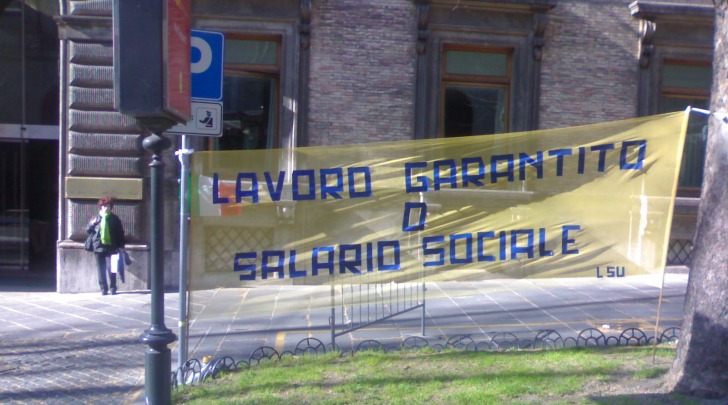 P
LAVORO GARANTITO
O
SALARIO SOCIALE
LSU